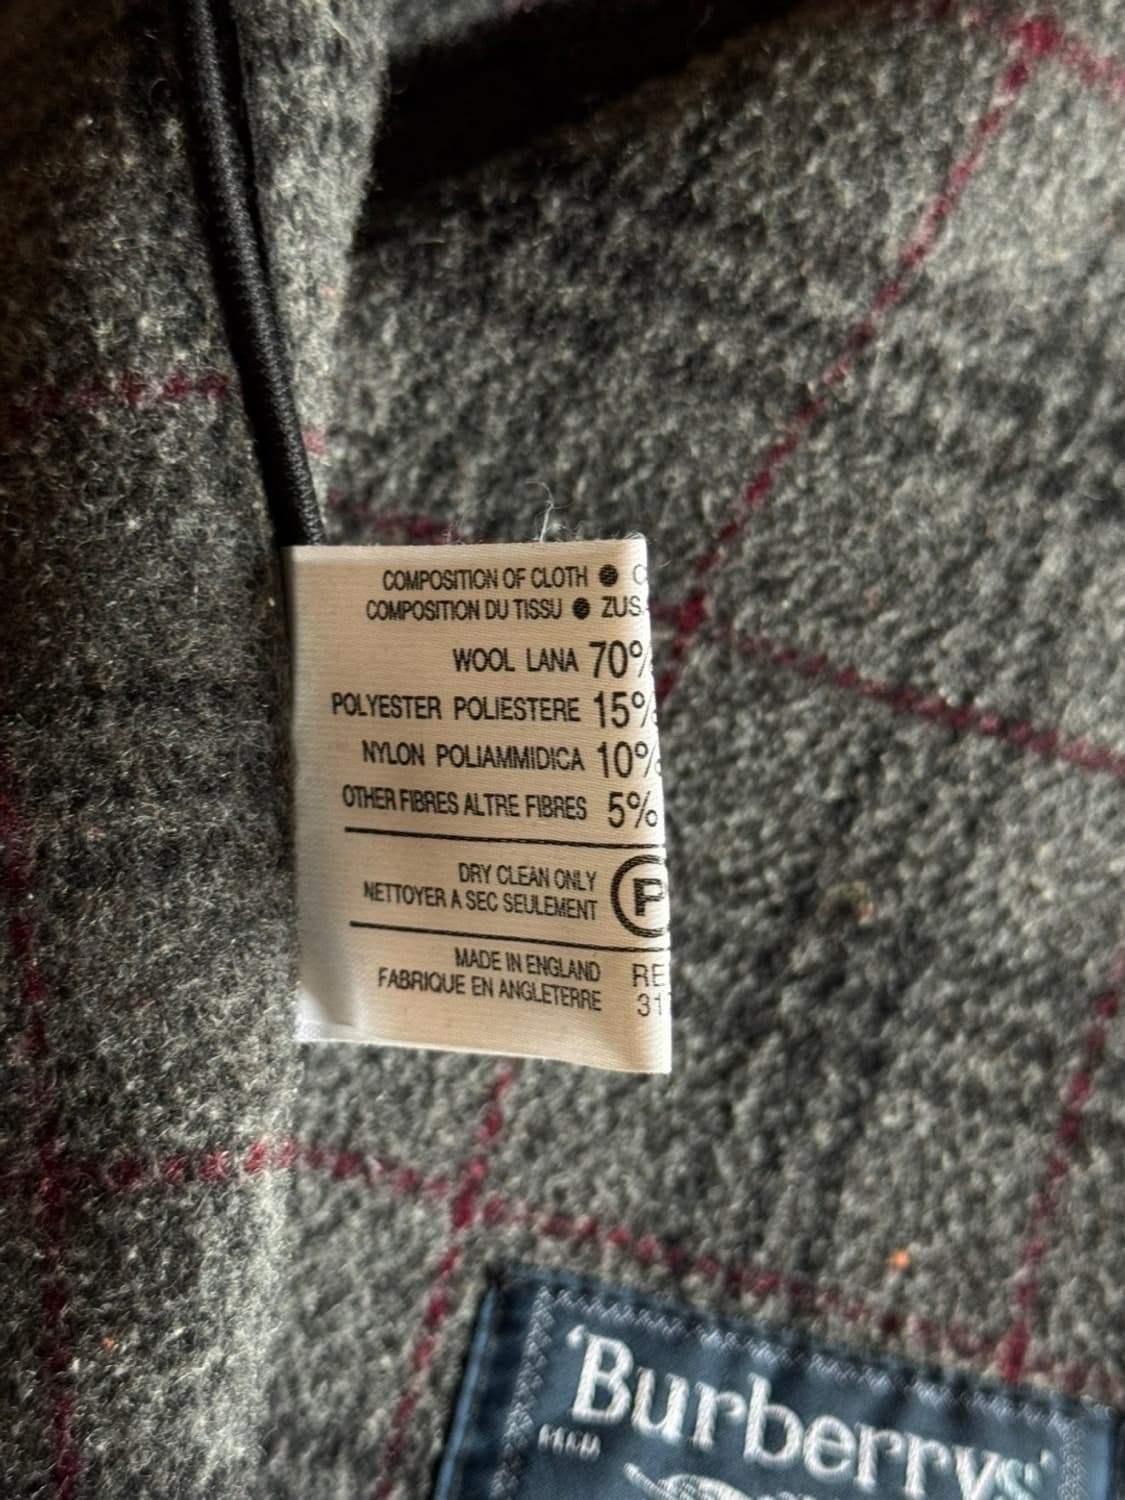 COMPOSITION OF CLOTH ●
COMPOSITION DU TISSU ● ZUS
WOOL LANA 70%
POLYESTER POLIESTERE 15%
NYLON POLIAMMIDICA 10%
OTHER FIBRES ALTRE FIBRES 5%
DRY CLEAN ONLY
NETTOYER A SEC SEULEMENT
P
MADE IN ENGLAND RE
FABRIQUE EN ANGLETERRE 31
'Burberrys'